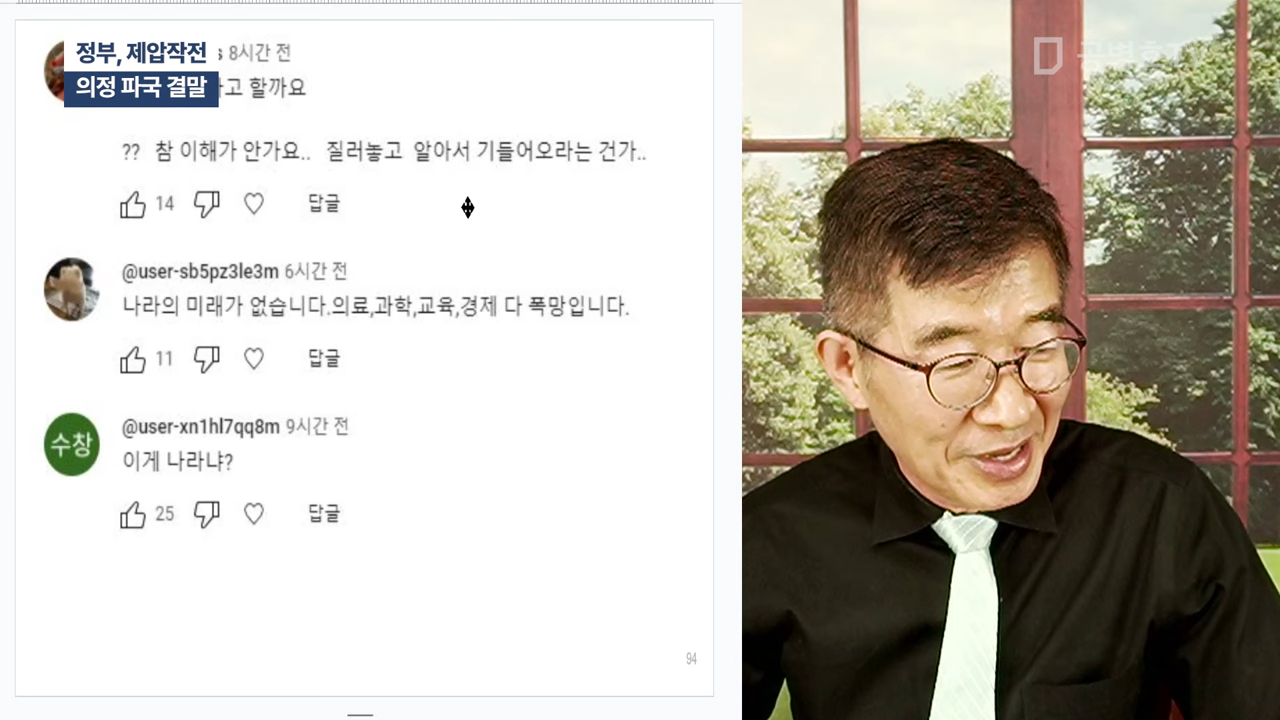 정부, 제압작전
의정 파국 결말
s 8시간 전
고 할까요
?? 참 이해가 안가요.. 질러놓고 알아서 기들어오라는 건가..
14 답글
@user-sb5pz3le3m 6시간 전
나라의 미래가 없습니다.의료,과학,교육,경제 다 폭망입니다.
11 답글
수창
@user-xn1hl7qq8m 9시간 전
이게 나라냐?
25 답글
94